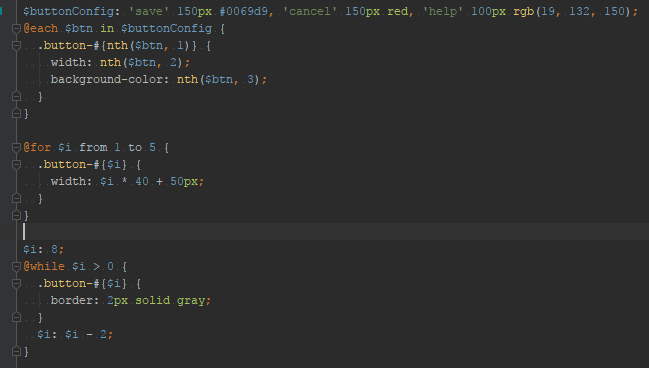 $buttonConfig: 'save' 150px #0069d9, 'cancel' 150px red, 'help' 100px rgb(19, 132, 150);
@each $btn in $buttonConfig {
  .button-#{nth($btn, 1)} {
    width: nth($btn, 2);
    background-color: nth($btn, 3);
  }
}

@for $i from 1 to 5 {
  .button-#{$i} {
    width: $i * 40 + 50px;
  }
}

$i: 8;
@while $i > 0 {
  .button-#{$i} {
    border: 2px solid gray;
  }
  $i: $i - 2;
}